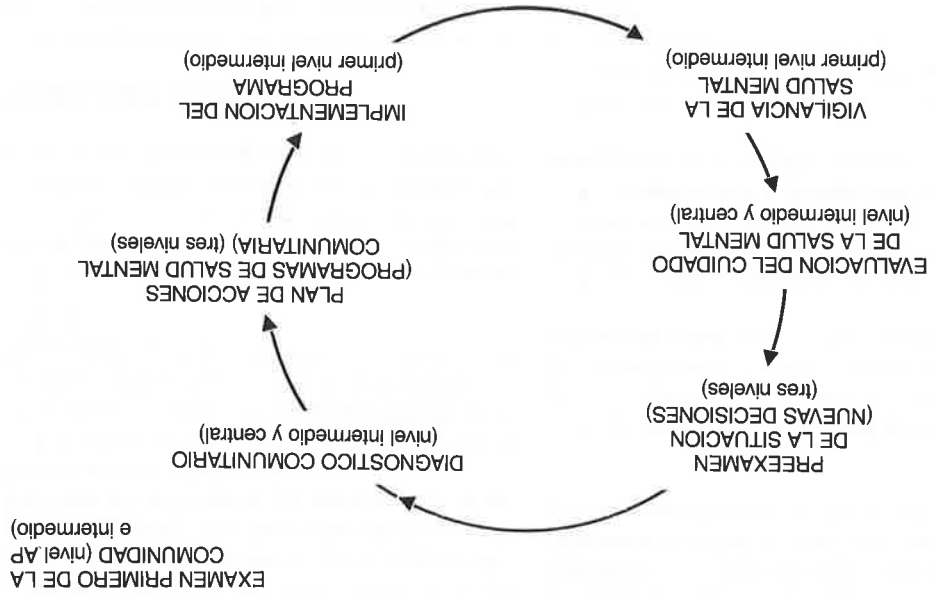 EXAMEN PRIMERO DE LA
COMUNIDAD (nivel.AP
e intermedio)
DIAGNOSTICO COMUNITARIO
(nivel intermedio y central)
PLAN DE ACCIONES
(PROGRAMAS DE SALUD MENTAL
COMUNITARIA) (tres niveles)
IMPLEMENTACION DEL
PROGRAMA
(primer nivel intermedio)
VIGILANCIA DE LA
SALUD MENTAL
(primer nivel intermedio)
EVALUACION DEL CUIDADO
DE LA SALUD MENTAL
(nivel intermedio y central)
PREEXAMEN
DE LA SITUACION
(NUEVAS DECISIONES)
(tres niveles)